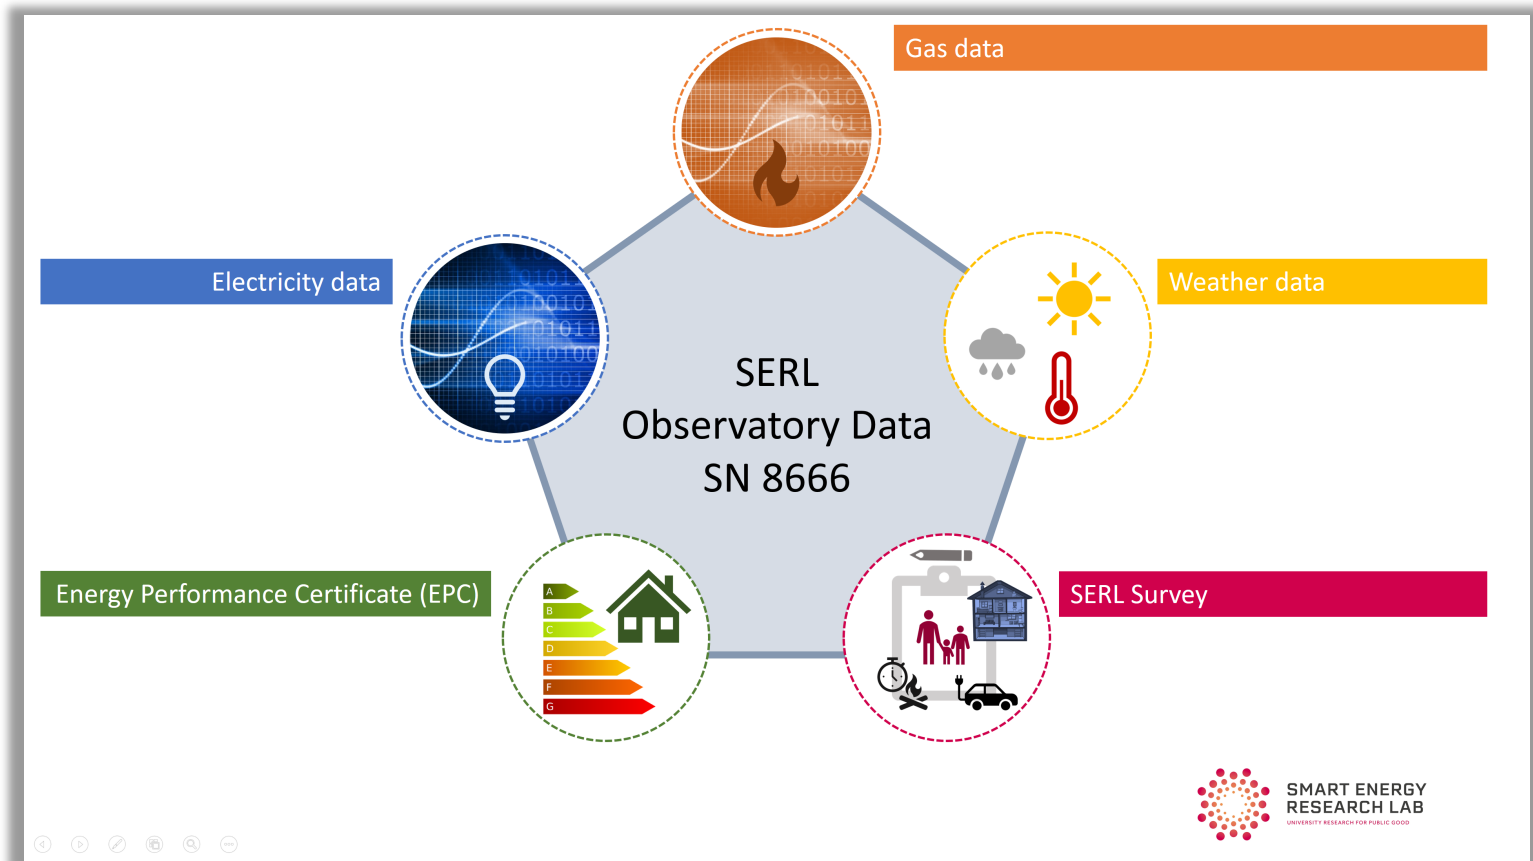 Gas data
Electricity data
Weather data
SERL
Observatory Data
SN 8666
Energy Performance Certificate (EPC)
A
B
C
D
E
F
G
SERL Survey
SMART ENERGY
RESEARCH LAB
UNIVERSITY RESEARCH FOR PUBLIC GOOD